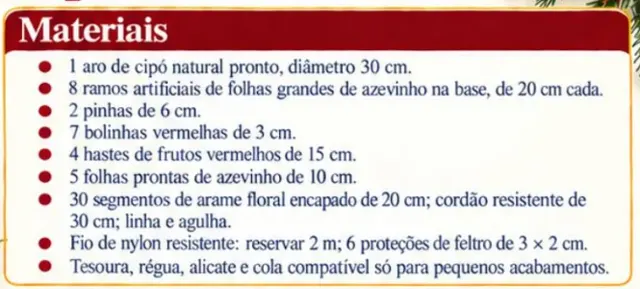 Materiais
● 1 aro de cipó natural pronto, diâmetro 30 cm.
● 8 ramos artificiais de folhas grandes de azevinho na base, de 20 cm cada.
● 2 pinhas de 6 cm.
● 7 bolinhas vermelhas de 3 cm.
● 4 hastes de frutos vermelhos de 15 cm.
● 5 folhas prontas de azevinho de 10 cm.
● 30 segmentos de arame floral encapado de 20 cm; cordão resistente de
30 cm; linha e agulha.
● Fio de nylon resistente: reservar 2 m; 6 proteções de feltro de 3 × 2 cm.
● Tesoura, régua, alicate e cola compatível só para pequenos acabamentos.